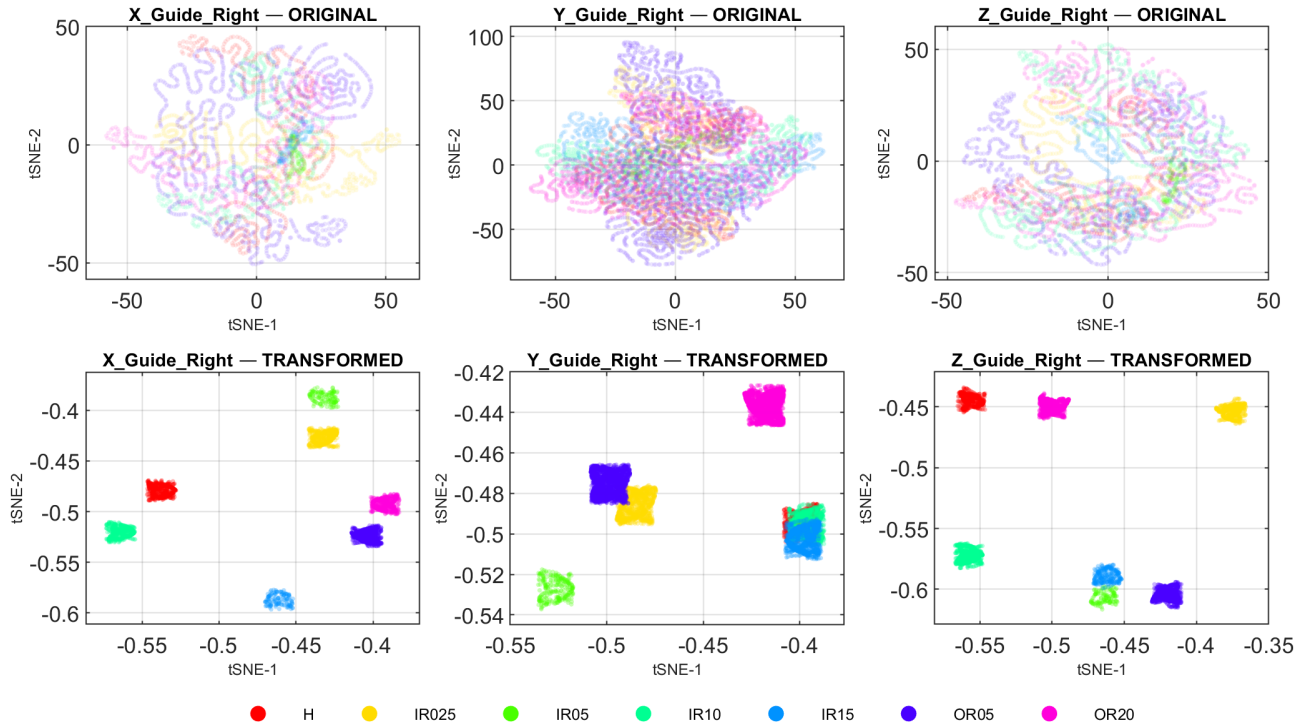 X_Guide_Right — ORIGINAL
50
0
-50
-50
0
50
tSNE-1
tSNE-2
Y_Guide_Right — ORIGINAL
100
50
0
-50
-50
0
50
tSNE-1
tSNE-2
Z_Guide_Right — ORIGINAL
50
0
-50
-50
0
50
tSNE-1
tSNE-2
X_Guide_Right — TRANSFORMED
-0.4
-0.45
-0.5
-0.55
-0.6
-0.55
-0.5
-0.45
-0.4
tSNE-1
tSNE-2
Y_Guide_Right — TRANSFORMED
-0.42
-0.44
-0.46
-0.48
-0.5
-0.52
-0.54
-0.55
-0.5
-0.45
-0.4
tSNE-1
tSNE-2
Z_Guide_Right — TRANSFORMED
-0.45
-0.5
-0.55
-0.6
-0.55
-0.5
-0.45
-0.4
-0.35
tSNE-1
tSNE-2
H IR025 IR05 IR10 IR15 OR05 OR20